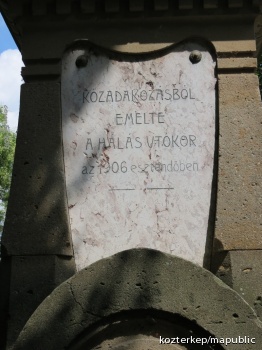 KÖZADAKOZÁSBÓL
EMELTE
A HÁLÁS UTÓKOR
az 1906 esztendőben
kozterkep/mapublic